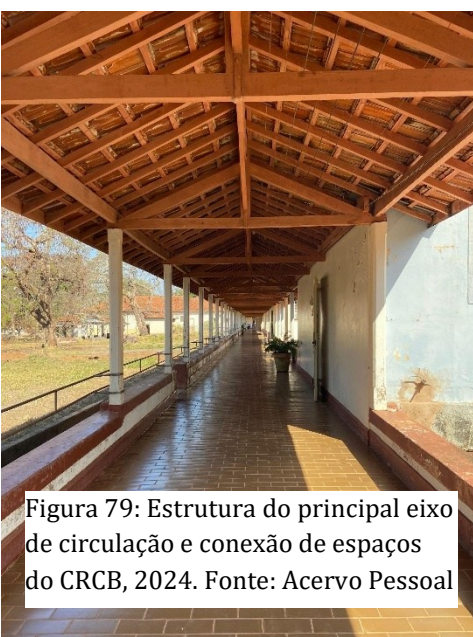 Figura 79: Estrutura do principal eixo
de circulação e conexão de espaços
do CRCB, 2024. Fonte: Acervo Pessoal